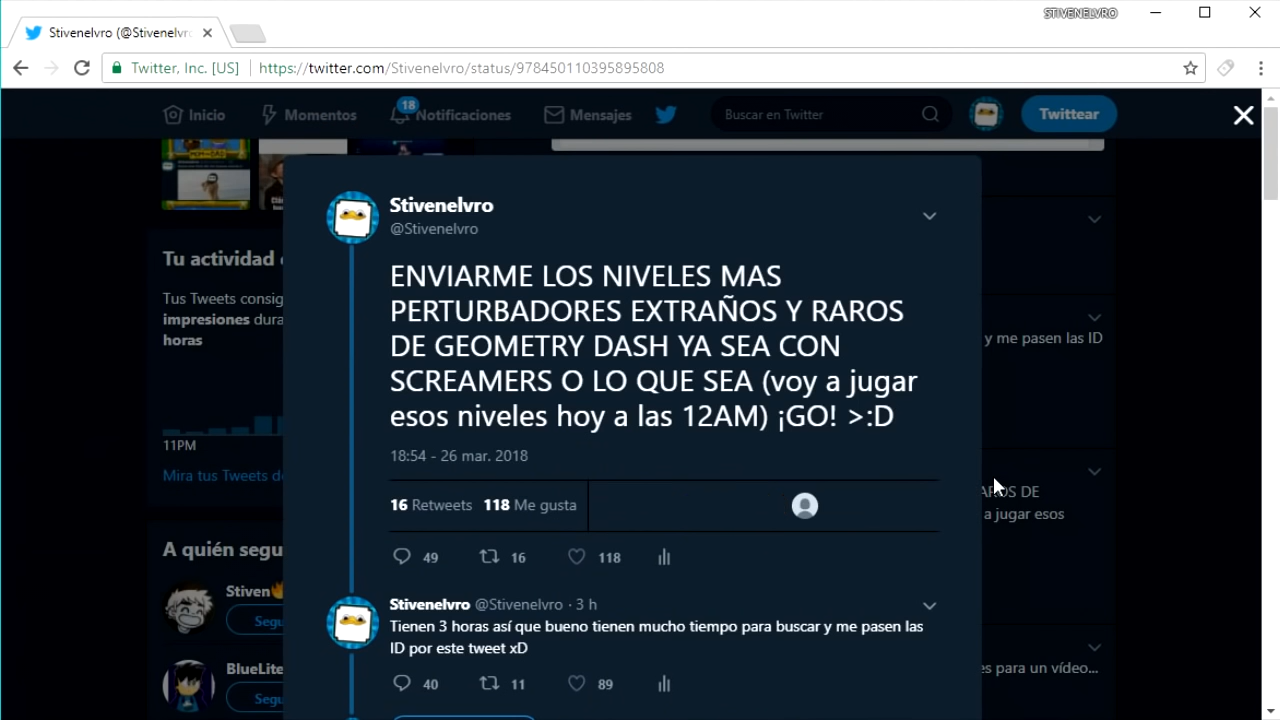 STIVENELVRO
Stivenelvro (@Stivenelvr
Twitter, Inc. [US]
https://twitter.com/Stivenelvro/status/978450110395895808
Inicio
Momentos
18
Notificaciones
Mensajes
Buscar en Twitter
Twittear
Stivenelvro
@Stivenelvro
ENVIARME LOS NIVELES MAS
PERTURBADORES EXTRAÑOS Y RAROS
DE GEOMETRY DASH YA SEA CON
SCREAMERS O LO QUE SEA (voy a jugar
esos niveles hoy a las 12AM) ¡GO! >:D
18:54 - 26 mar. 2018
16 Retweets 118 Me gusta
49 16 118
Stivenelvro @Stivenelvro · 3 h
Tienen 3 horas así que bueno tienen mucho tiempo para buscar y me pasen las
ID por este tweet xD
40 11 89
Tu actividad
Tus Tweets consig
impresiones dura
horas
11PM
Mira tus Tweets d
A quién segu
Stiven
Segu
BlueLite
Segu
y me pasen las ID
AROS DE
a jugar esos
es para un vídeo...